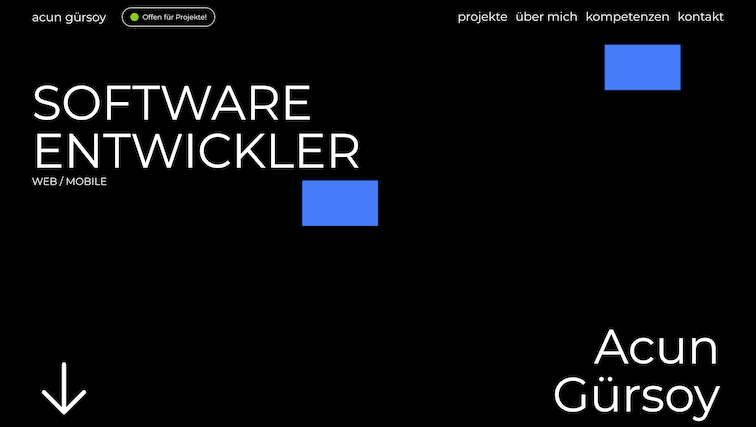 acun gürsoy
Offen für Projekte!
projekte über mich kompetenzen kontakt
SOFTWARE
ENTWICKLER
WEB / MOBILE
Acun
Gürsoy